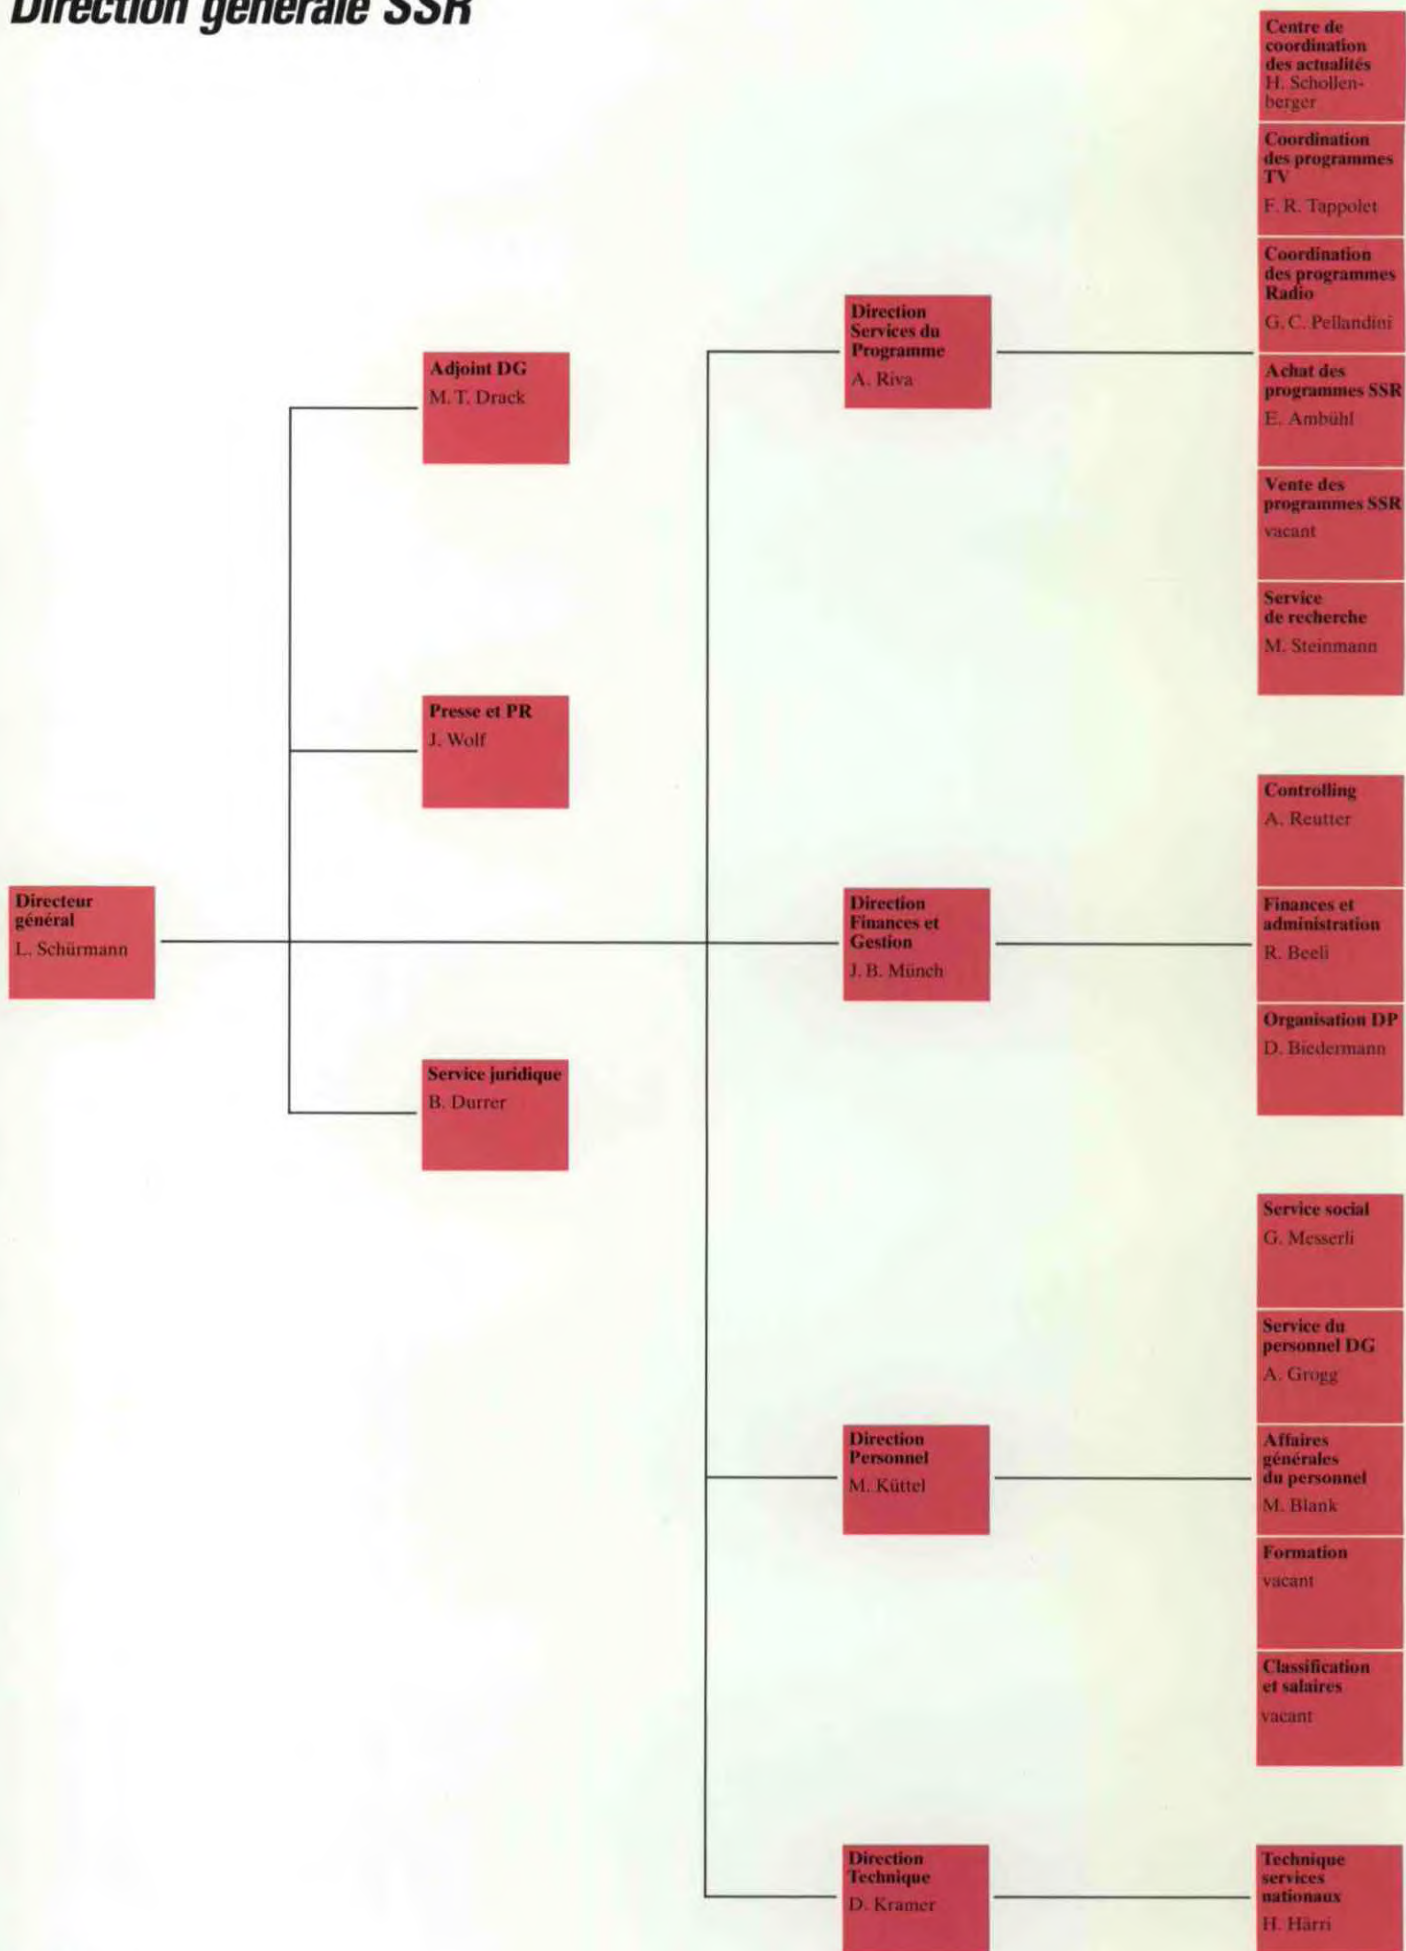 Direction générale SSR
Directeur
général
L. Schürmann
Adjoint DG
M. T. Drack
Presse et PR
J. Wolf
Service juridique
B. Durrer
Direction
Services du
Programme
A. Riva
Direction
Finances et
Gestion
J. B. Münch
Direction
Personnel
M. Küttel
Direction
Technique
D. Kramer
Centre de
coordination
des actualités
H. Schollen-
berger
Coordination
des programmes
TV
F. R. Tappolet
Coordination
des programmes
Radio
G. C. Pellandini
Achat des
programmes SSR
E. Ambühl
Vente des
programmes SSR
vacant
Service
de recherche
M. Steinmann
Controlling
A. Reutter
Finances et
administration
R. Beeli
Organisation DP
D. Biedermann
Service social
G. Messerli
Service du
personnel DG
A. Grogg
Affaires
générales
du personnel
M. Blank
Formation
vacant
Classification
et salaires
vacant
Technique
services
nationaux
H. Härri